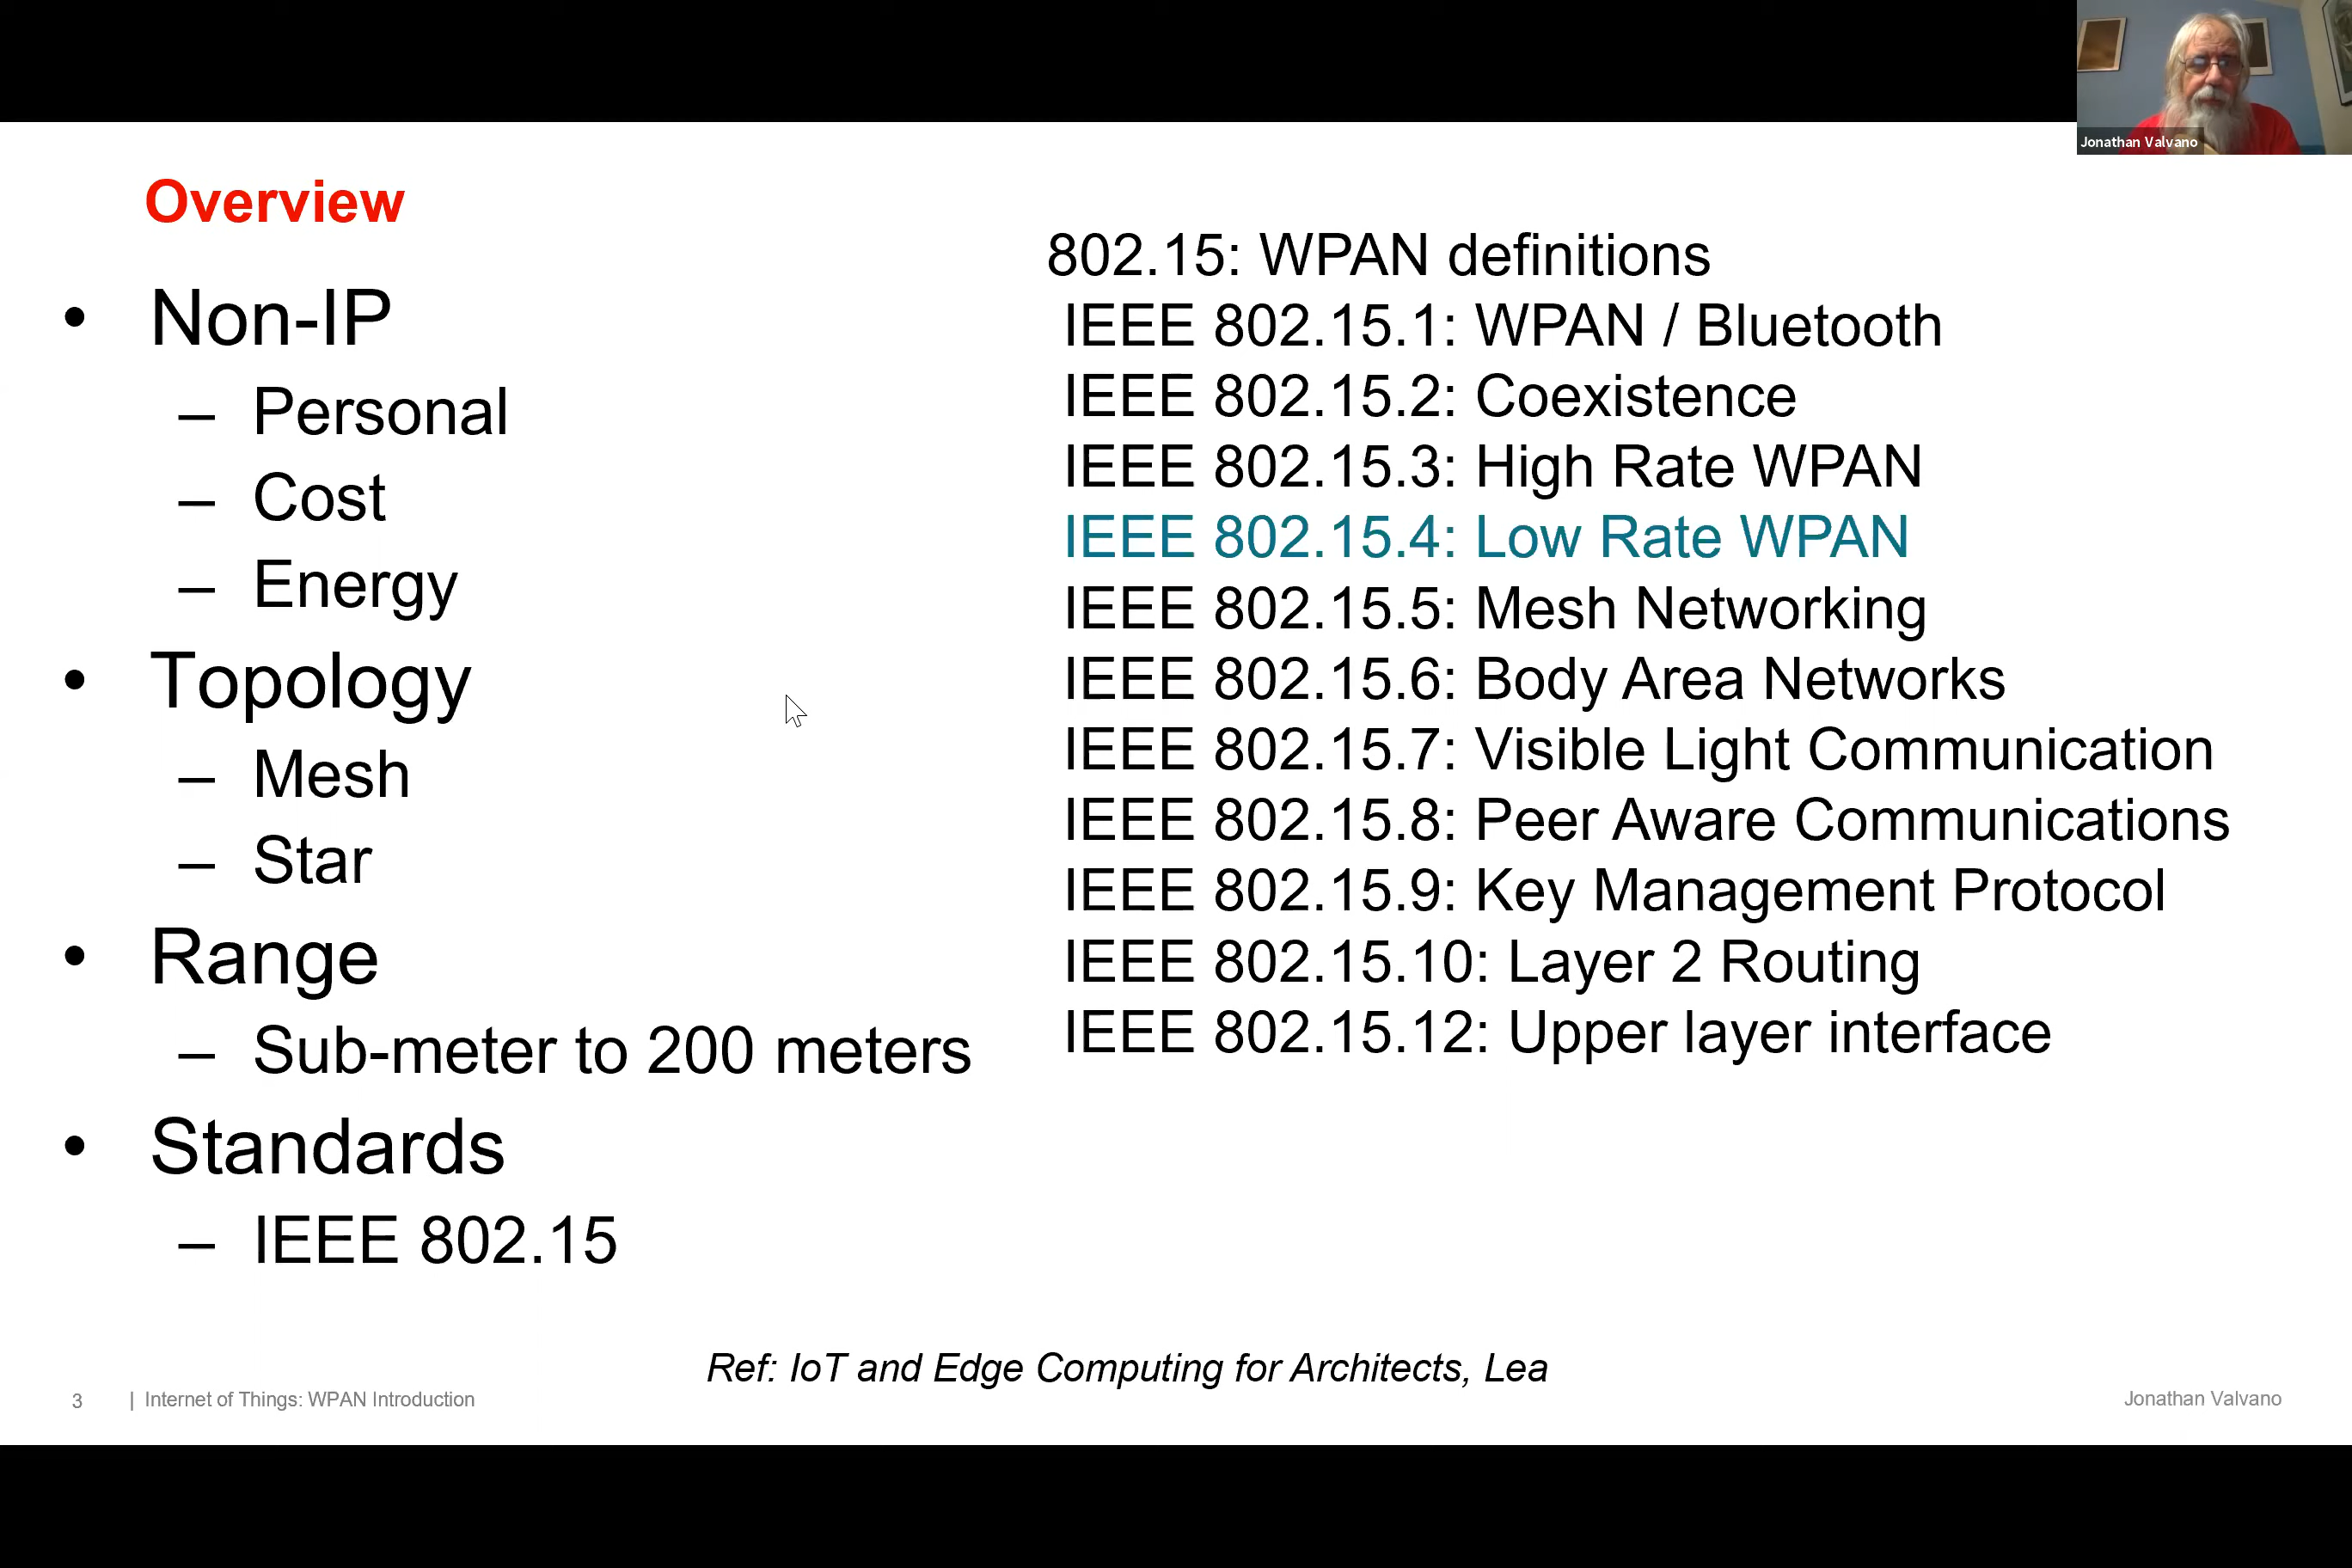 Jonathan Valvano
Overview
• Non-IP
– Personal
– Cost
– Energy
• Topology
– Mesh
– Star
• Range
– Sub-meter to 200 meters
• Standards
– IEEE 802.15
802.15: WPAN definitions
IEEE 802.15.1: WPAN / Bluetooth
IEEE 802.15.2: Coexistence
IEEE 802.15.3: High Rate WPAN
IEEE 802.15.4: Low Rate WPAN
IEEE 802.15.5: Mesh Networking
IEEE 802.15.6: Body Area Networks
IEEE 802.15.7: Visible Light Communication
IEEE 802.15.8: Peer Aware Communications
IEEE 802.15.9: Key Management Protocol
IEEE 802.15.10: Layer 2 Routing
IEEE 802.15.12: Upper layer interface
Ref: IoT and Edge Computing for Architects, Lea
3 | Internet of Things: WPAN Introduction
Jonathan Valvano